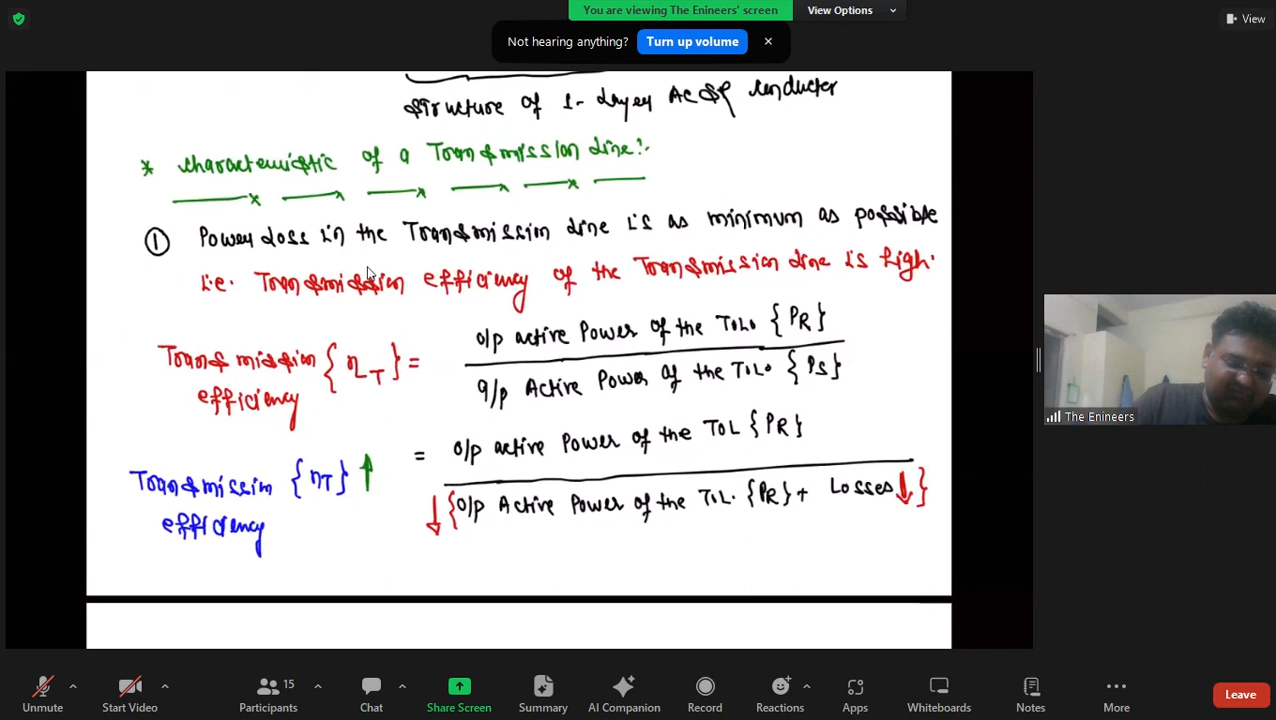 You are viewing The Enineers' screen
View Options
View
Not hearing anything?
Turn up volume
structure of 1-layer ACSR conductor
* characteristic of a Transmission Line:-
① Power Loss in the Transmission Line is as minimum as possible
i.e. Transmission efficiency of the Transmission Line is high.
Transmission efficiency {ηT} = o/p active Power of the T.L. {PR} / i/p Active Power of the T.L. {PS}
Transmission efficiency {ηT} ↑ = o/p active Power of the T.L {PR} / ↓ {o/p Active Power of the T.L. {PR} + Losses ↓}
The Enineers
Unmute
Start Video
15
Participants
Chat
Share Screen
Summary
AI Companion
Record
Reactions
Apps
Whiteboards
Notes
More
Leave